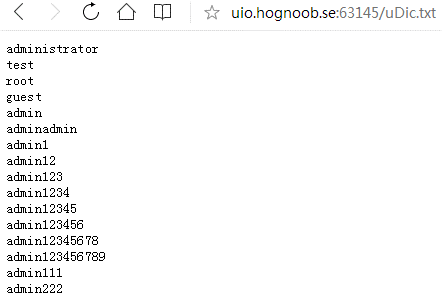 uio.hognoob.se:63145/uDic.txt
administrator
test
root
guest
admin
adminadmin
admin1
admin12
admin123
admin1234
admin12345
admin123456
admin12345678
admin123456789
admin111
admin222